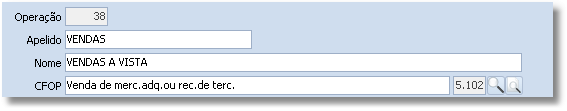 Operação 38
Apelido VENDAS
Nome VENDAS A VISTA
CFOP Venda de merc.adq.ou rec.de terc. 5.102